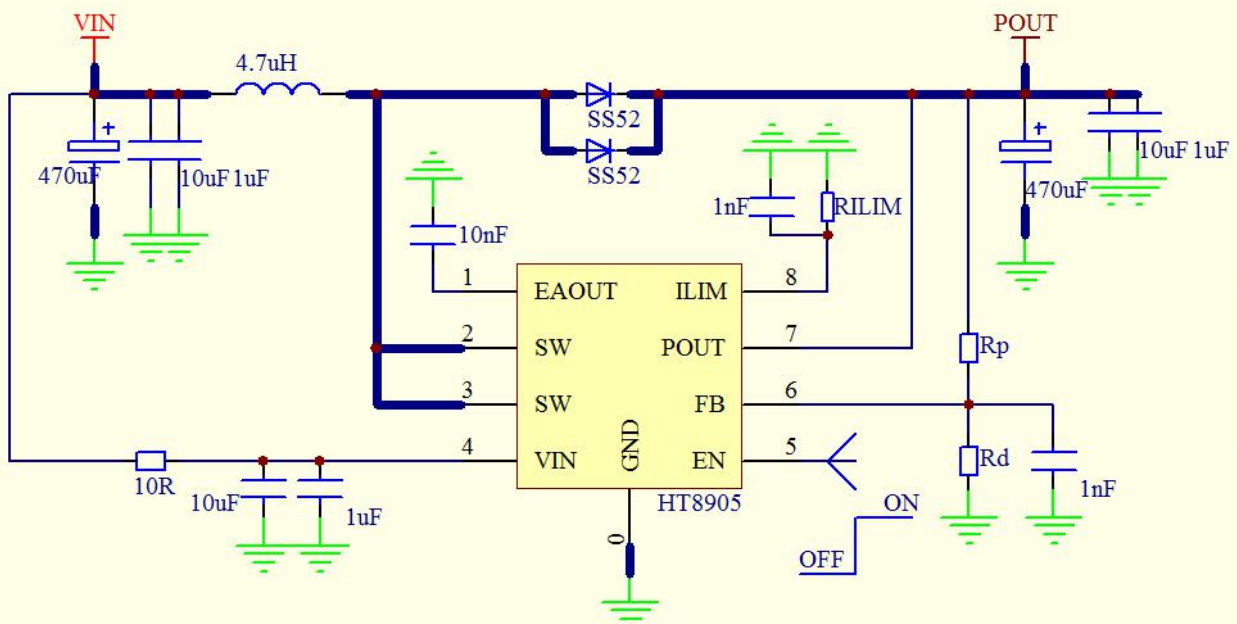 VIN
POUT
4.7uH
SS52
SS52
470uF
10uF 1uF
10nF
1nF
RILIM
470uF
10uF 1uF
1
EAOUT
ILIM
8
2
SW
POUT
7
Rp
3
SW
FB
6
4
VIN
GND
EN
5
Rd
1nF
10R
10uF
1uF
HT8905
0
ON
OFF